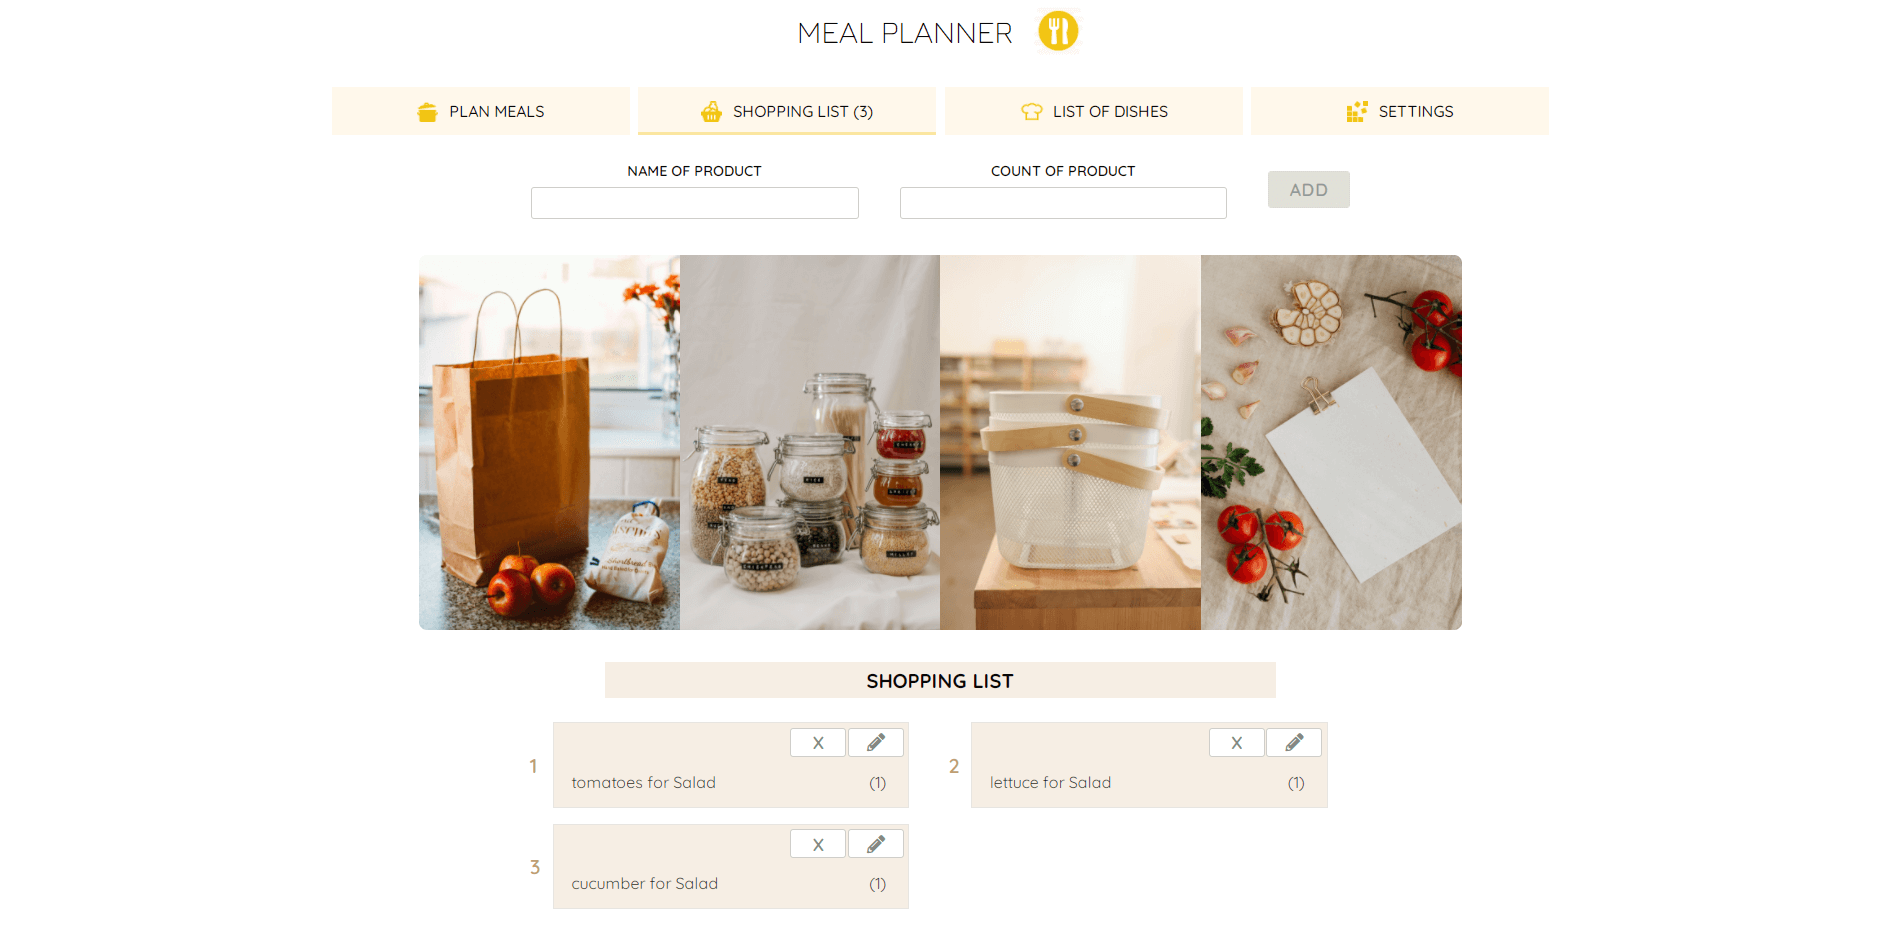 MEAL PLANNER
PLAN MEALS
SHOPPING LIST (3)
LIST OF DISHES
SETTINGS
NAME OF PRODUCT
COUNT OF PRODUCT
ADD
SHOPPING LIST
1
X
tomatoes for Salad
(1)
2
X
lettuce for Salad
(1)
3
X
cucumber for Salad
(1)